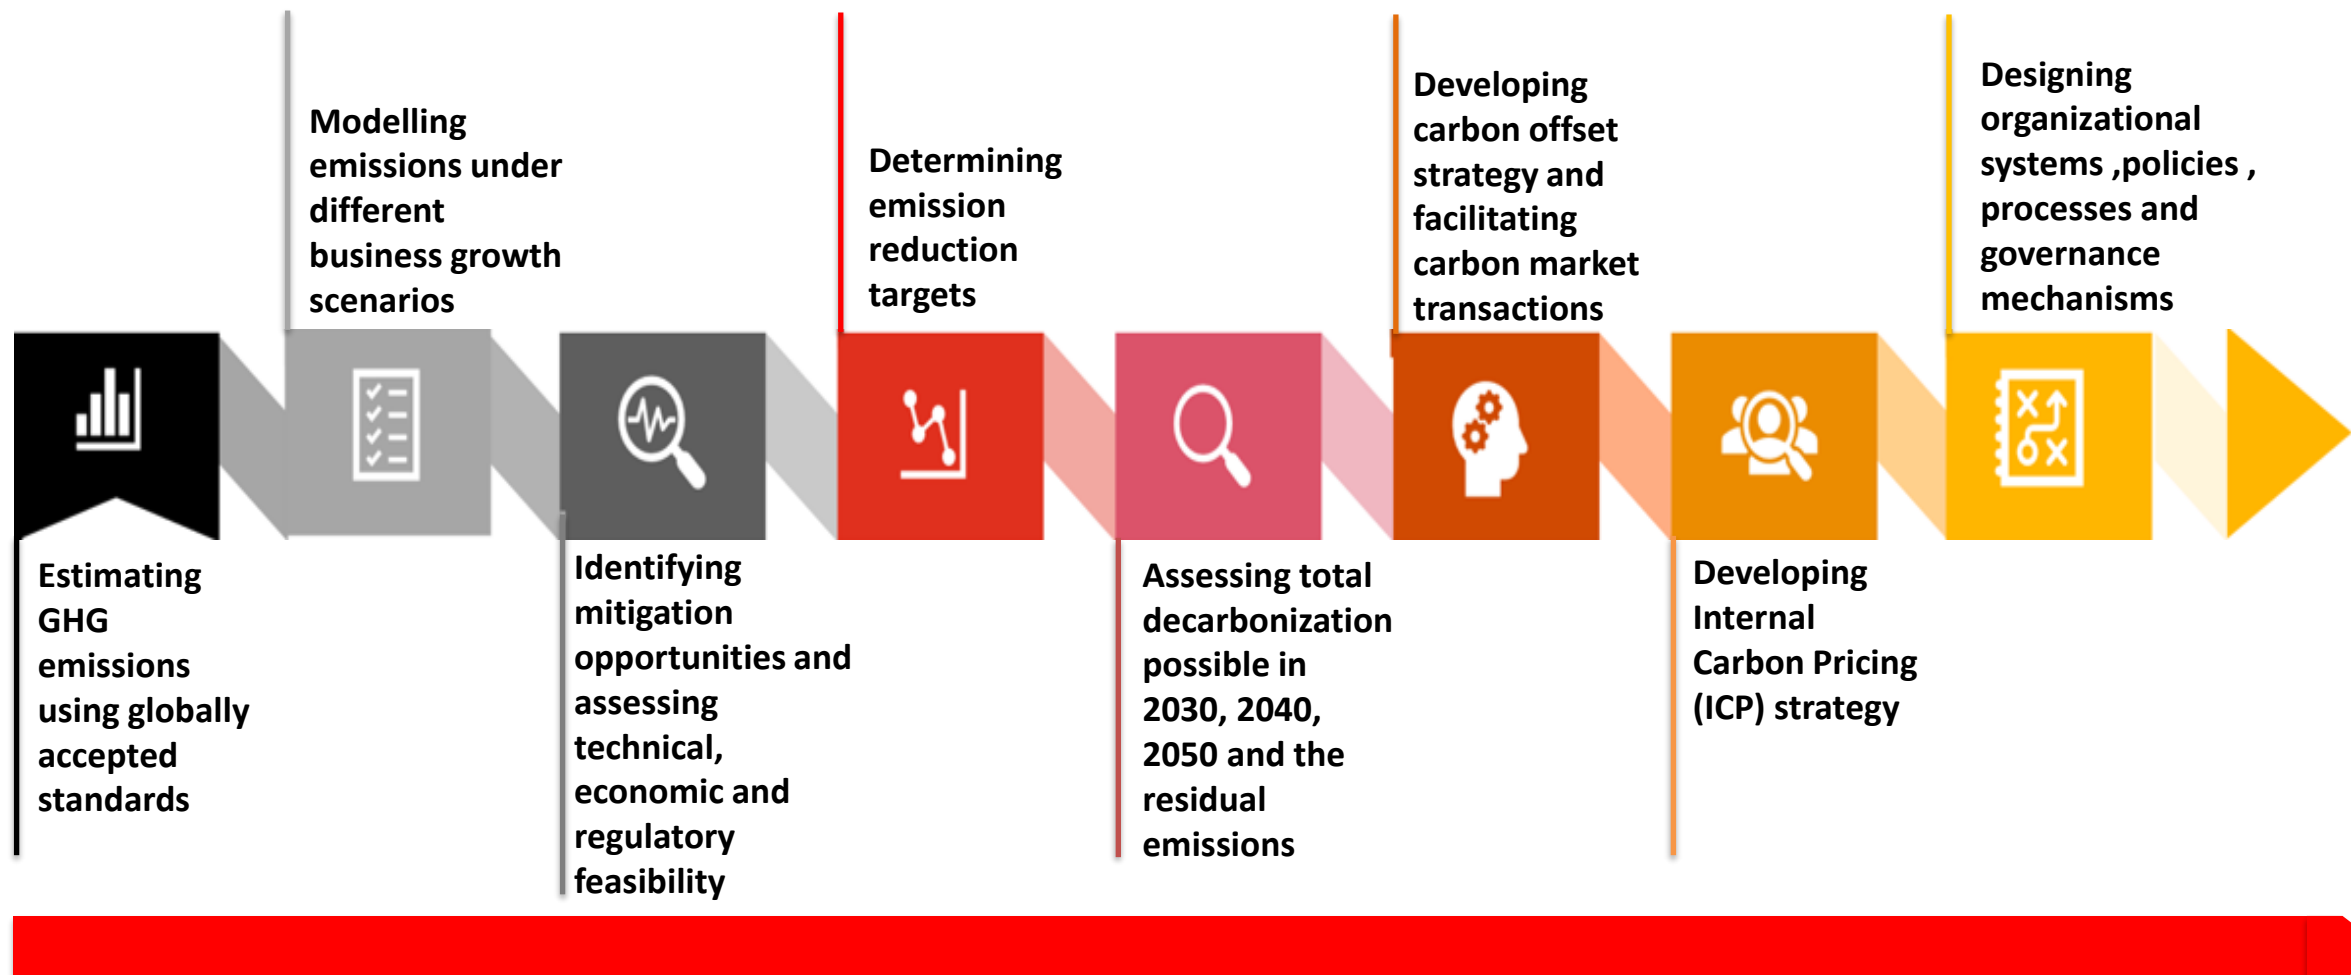 Estimating
GHG
emissions
using globally
accepted
standards
Modelling
emissions under
different
business growth
scenarios
Identifying
mitigation
opportunities and
assessing
technical,
economic and
regulatory
feasibility
Determining
emission
reduction
targets
Assessing total
decarbonization
possible in
2030, 2040,
2050 and the
residual
emissions
Developing
carbon offset
strategy and
facilitating
carbon market
transactions
Developing
Internal
Carbon Pricing
(ICP) strategy
Designing
organizational
systems ,policies ,
processes and
governance
mechanisms